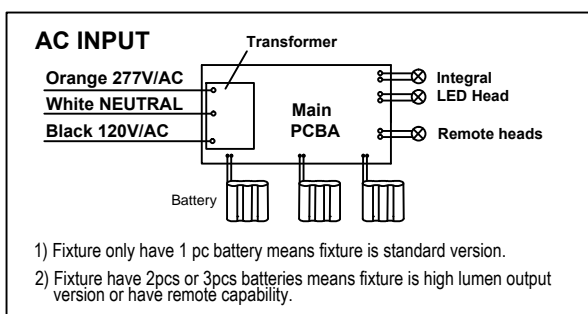 AC INPUT
Transformer
Orange 277V/AC
White NEUTRAL
Black 120V/AC
Main
PCBA
Integral
LED Head
Remote heads
Battery
1) Fixture only have 1 pc battery means fixture is standard version.
2) Fixture have 2pcs or 3pcs batteries means fixture is high lumen output
version or have remote capability.